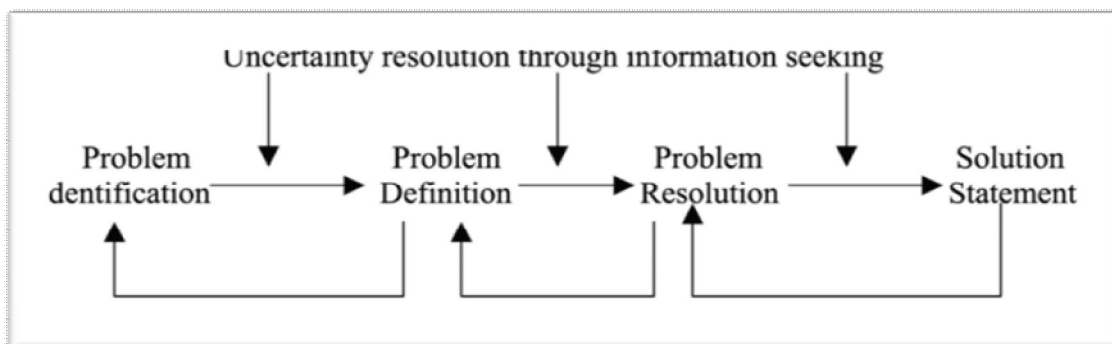 Uncertainty resolution through information seeking
Problem
dentification
Problem
Definition
Problem
Resolution
Solution
Statement